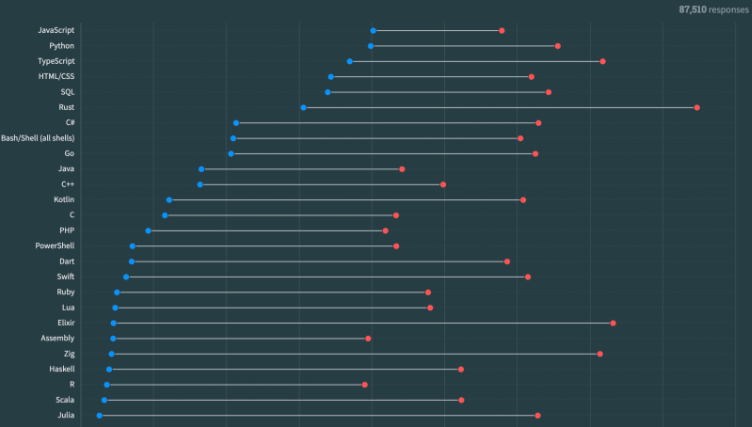 87,510 responses
JavaScript
Python
TypeScript
HTML/CSS
SQL
Rust
C#
Bash/Shell (all shells)
Go
Java
C++
Kotlin
C
PHP
PowerShell
Dart
Swift
Ruby
Lua
Elixir
Assembly
Zig
Haskell
R
Scala
Julia